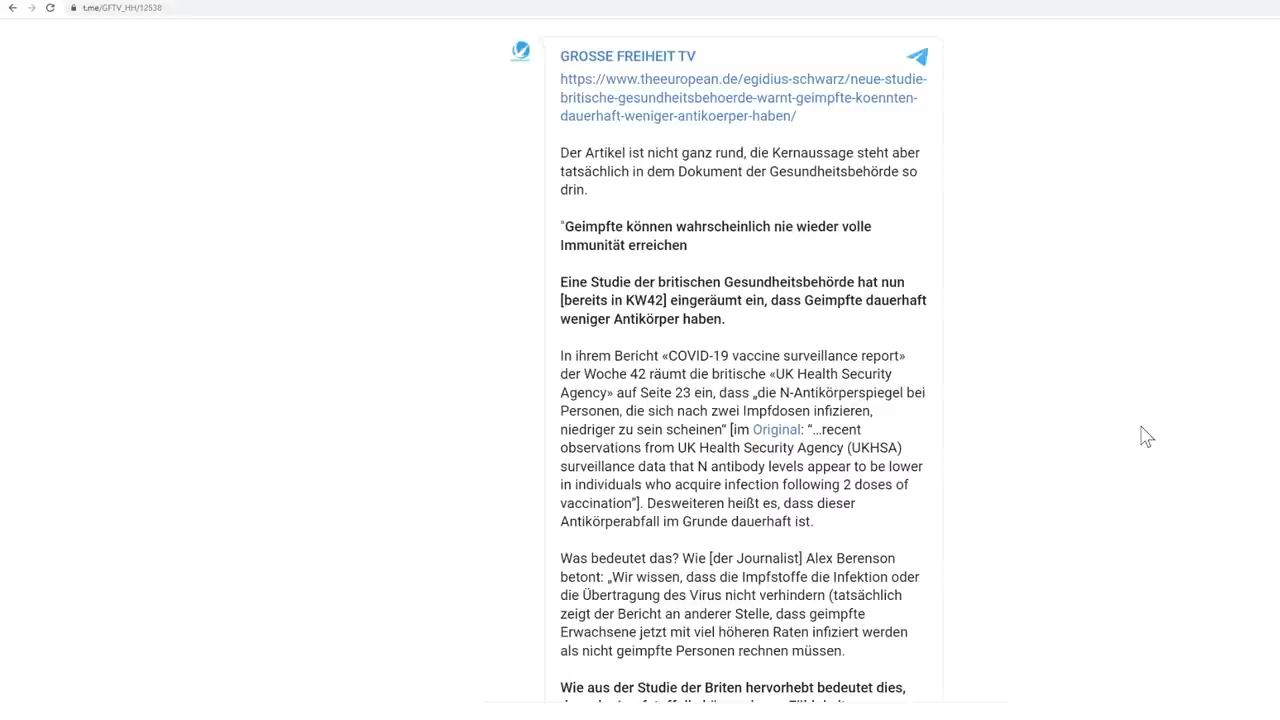 t.me/GFTV_HH/12538
GROSSE FREIHEIT TV
https://www.theeuropean.de/egidius-schwarz/neue-studie-
britische-gesundheitsbehoerde-warnt-geimpfte-koennten-
dauerhaft-weniger-antikoerper-haben/
Der Artikel ist nicht ganz rund, die Kernaussage steht aber
tatsächlich in dem Dokument der Gesundheitsbehörde so
drin.
"Geimpfte können wahrscheinlich nie wieder volle
Immunität erreichen
Eine Studie der britischen Gesundheitsbehörde hat nun
[bereits in KW42] eingeräumt ein, dass Geimpfte dauerhaft
weniger Antikörper haben.
In ihrem Bericht «COVID-19 vaccine surveillance report»
der Woche 42 räumt die britische «UK Health Security
Agency» auf Seite 23 ein, dass „die N-Antikörperspiegel bei
Personen, die sich nach zwei Impfdosen infizieren,
niedriger zu sein scheinen“ [im Original: “…recent
observations from UK Health Security Agency (UKHSA)
surveillance data that N antibody levels appear to be lower
in individuals who acquire infection following 2 doses of
vaccination”]. Desweiteren heißt es, dass dieser
Antikörperabfall im Grunde dauerhaft ist.
Was bedeutet das? Wie [der Journalist] Alex Berenson
betont: „Wir wissen, dass die Impfstoffe die Infektion oder
die Übertragung des Virus nicht verhindern (tatsächlich
zeigt der Bericht an anderer Stelle, dass geimpfte
Erwachsene jetzt mit viel höheren Raten infiziert werden
als nicht geimpfte Personen rechnen müssen.
Wie aus der Studie der Briten hervorhebt bedeutet dies,